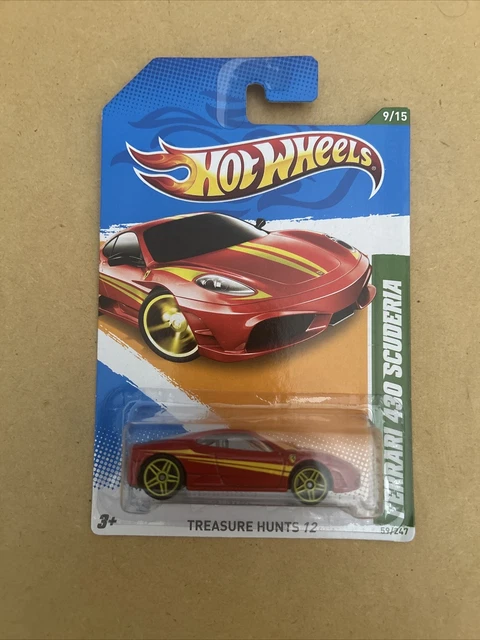 9/15
HOT WHEELS
FERRARI 430 SCUDERIA
3+
TREASURE HUNTS 12
59/247